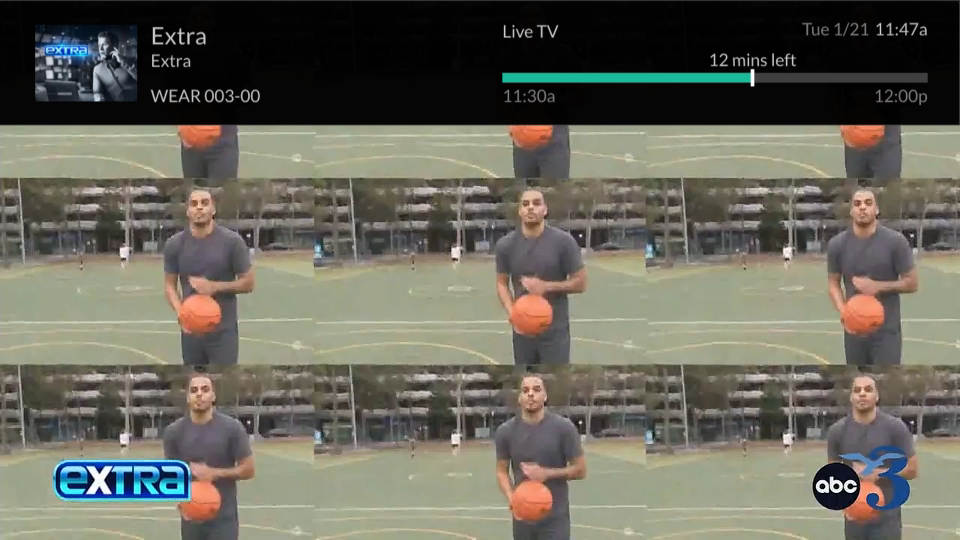 extra
Extra
Extra
WEAR 003-00
Live TV
Tue 1/21 11:47a
12 mins left
11:30a
12:00p
extra
abc 3